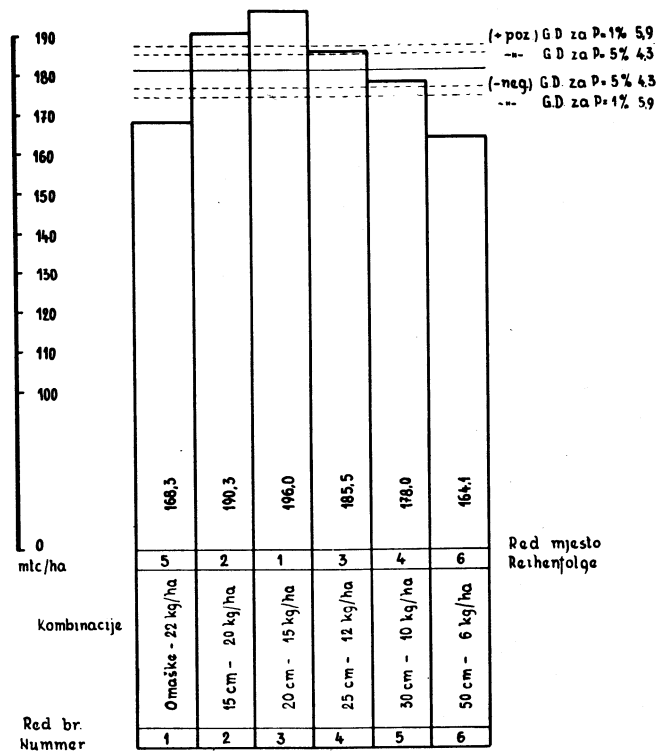 190
180
170
160
150
140
130
120
110
100
0
mtc/ha
(+ poz.) G.D. za P= 1% 5,9
-"- G.D. za P= 5% 4.3
(-neg.) G.D. za P= 5% 4.3
-"- G.D. za P= 1% 5,9
168,3 190,3 196,0 185,5 178,0 164.1
5 2 1 3 4 6
Red mjesto
Reihenfolge
Kombinacije
Omaške - 22 kg/ha
15 cm - 20 kg/ha
20 cm - 15 kg/ha
25 cm - 12 kg/ha
30 cm - 10 kg/ha
50 cm - 6 kg/ha
Red br.
Nummer
1 2 3 4 5 6